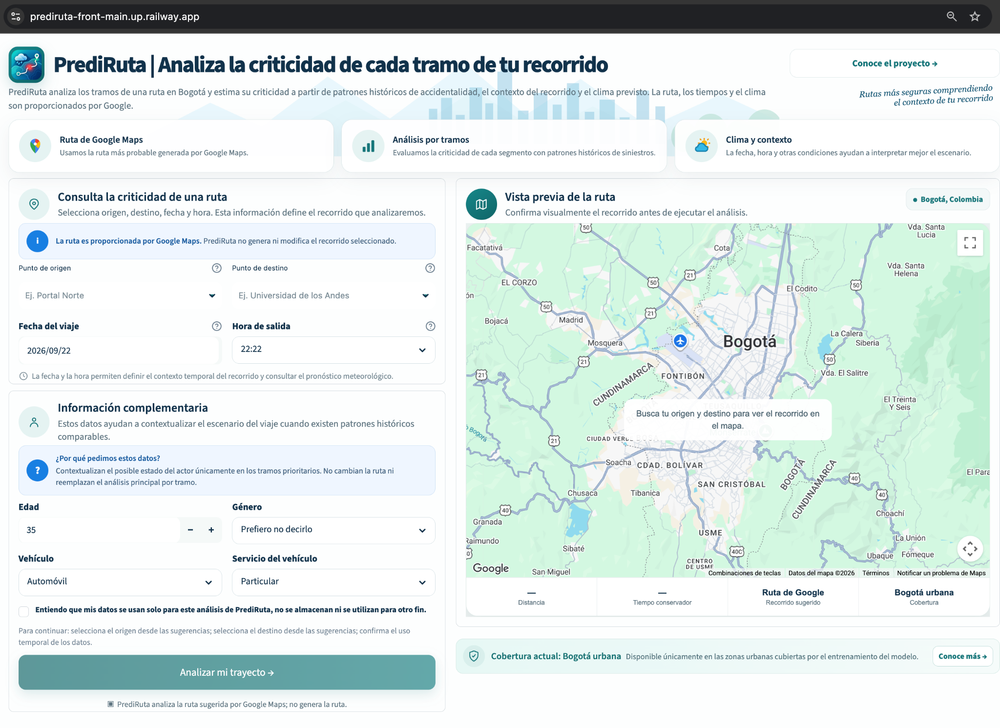 prediruta-front-main.up.railway.app
PrediRuta | Analiza la criticidad de cada tramo de tu recorrido
Conoce el proyecto →
PrediRuta analiza los tramos de una ruta en Bogotá y estima su criticidad a partir de patrones históricos de accidentalidad, el contexto del recorrido y el clima previsto. La ruta, los tiempos y el clima
son proporcionados por Google.
Rutas más seguras comprendiendo
el contexto de tu recorrido
Ruta de Google Maps
Usamos la ruta más probable generada por Google Maps.
Análisis por tramos
Evaluamos la criticidad de cada segmento con patrones históricos de siniestros.
Clima y contexto
La fecha, hora y otras condiciones ayudan a interpretar mejor el escenario.
Consulta la criticidad de una ruta
Selecciona origen, destino, fecha y hora. Esta información define el recorrido que analizaremos.
i
La ruta es proporcionada por Google Maps. PrediRuta no genera ni modifica el recorrido seleccionado.
Punto de origen ?
Punto de destino ?
Ej. Portal Norte
Ej. Universidad de los Andes
Fecha del viaje ?
Hora de salida ?
2026/09/22
22:22
La fecha y la hora permiten definir el contexto temporal del recorrido y consultar el pronóstico meteorológico.
Información complementaria
Estos datos ayudan a contextualizar el escenario del viaje cuando existen patrones históricos
comparables.
?
¿Por qué pedimos estos datos?
Contextualizan el posible estado del actor únicamente en los tramos prioritarios. No cambian la ruta ni
reemplazan el análisis principal por tramo.
Edad
Género
35 − +
Prefiero no decirlo
Vehículo
Servicio del vehículo
Automóvil
Particular
Entiendo que mis datos se usan solo para este análisis de PrediRuta, no se almacenan ni se utilizan para otro fin.
Para continuar: selecciona el origen desde las sugerencias; selecciona el destino desde las sugerencias; confirma el uso
temporal de los datos.
Analizar mi trayecto →
▣ PrediRuta analiza la ruta sugerida por Google Maps; no genera la ruta.
Vista previa de la ruta
Confirma visualmente el recorrido antes de ejecutar el análisis.
● Bogotá, Colombia
50
Vda. Santa
Lucia
Facatativá
Cota
Vda. Santa
Helena
21
50
EL CORZO
50
El Codito
ón
50
21
Bojacá
Madrid
La Calera
Siberia
Mosquera
Bogotá
21
50
21
Vda. El Salitre
FONTIBÓN
CUNDINAMARCA
El Treinta
Y Seis
TEUSAQUILLO
Busca tu origen y destino para ver el recorrido en
el mapa.
Bogotá
21
CIUDAD VERDE
BOSA
Soacha
CDAD. BOLÍVAR
BOGOTÁ
CUNDINAMARCA
El Para
40
SAN CRISTÓBAL
Chusaca
Tibanica
40
40
Choachí
Granada
USME
La Unión
Raimundo
Sibaté
40C
Ubaque
Fómeque
CENTRO
DE USME
Google
San Miguel
Combinaciones de teclas
Datos del mapa ©2026
Términos
Notificar un problema de Maps
—
Distancia
—
Tiempo conservador
Ruta de Google
Recorrido sugerido
Bogotá urbana
Cobertura
Cobertura actual: Bogotá urbana Disponible únicamente en las zonas urbanas cubiertas por el entrenamiento del modelo.
Conoce más →